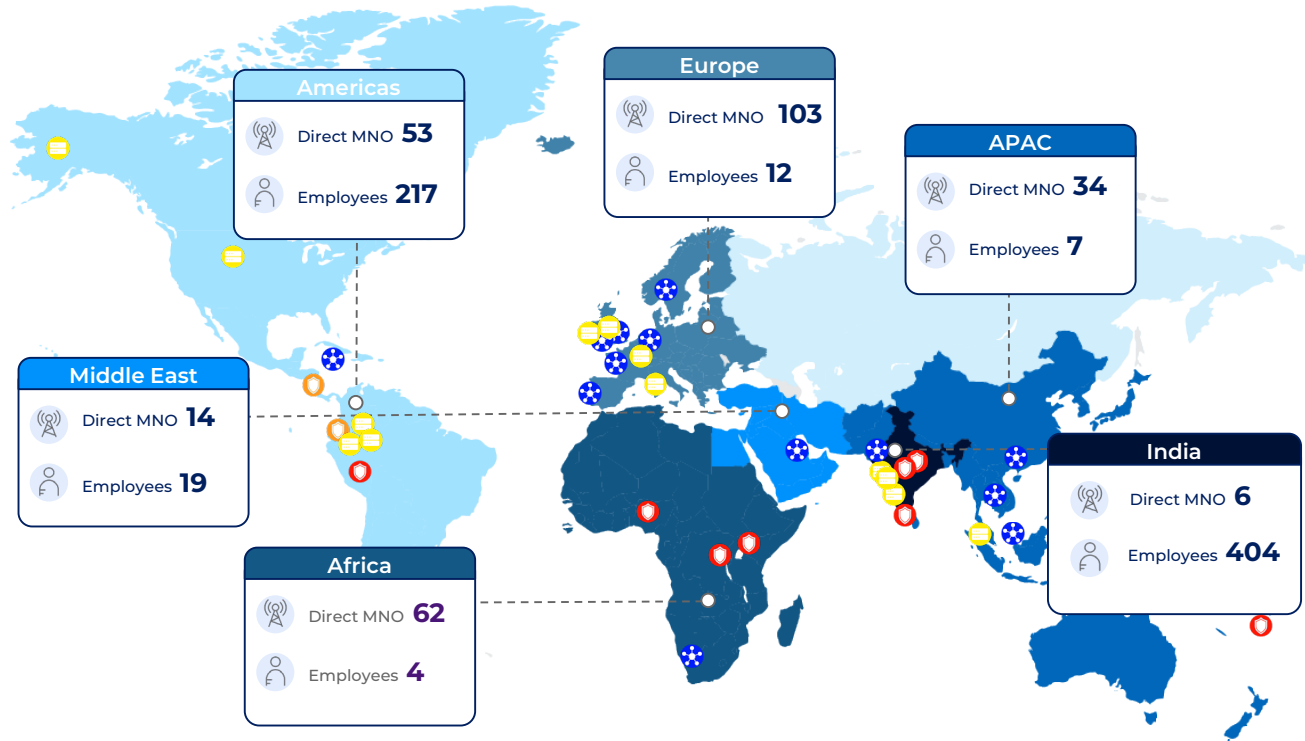 Americas
Direct MNO 53
Employees 217
Europe
Direct MNO 103
Employees 12
APAC
Direct MNO 34
Employees 7
Middle East
Direct MNO 14
Employees 19
India
Direct MNO 6
Employees 404
Africa
Direct MNO 62
Employees 4